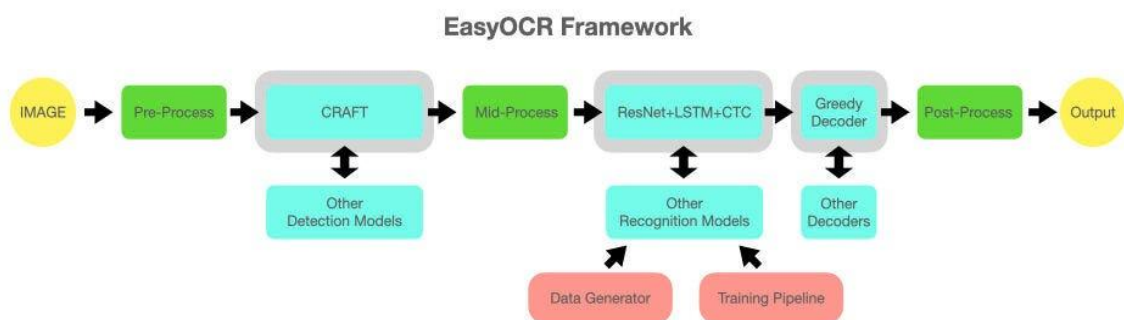 EasyOCR Framework
IMAGE
Pre-Process
CRAFT
Mid-Process
ResNet+LSTM+CTC
Greedy
Decoder
Post-Process
Output
Other
Detection Models
Other
Recognition Models
Other
Decoders
Data Generator
Training Pipeline